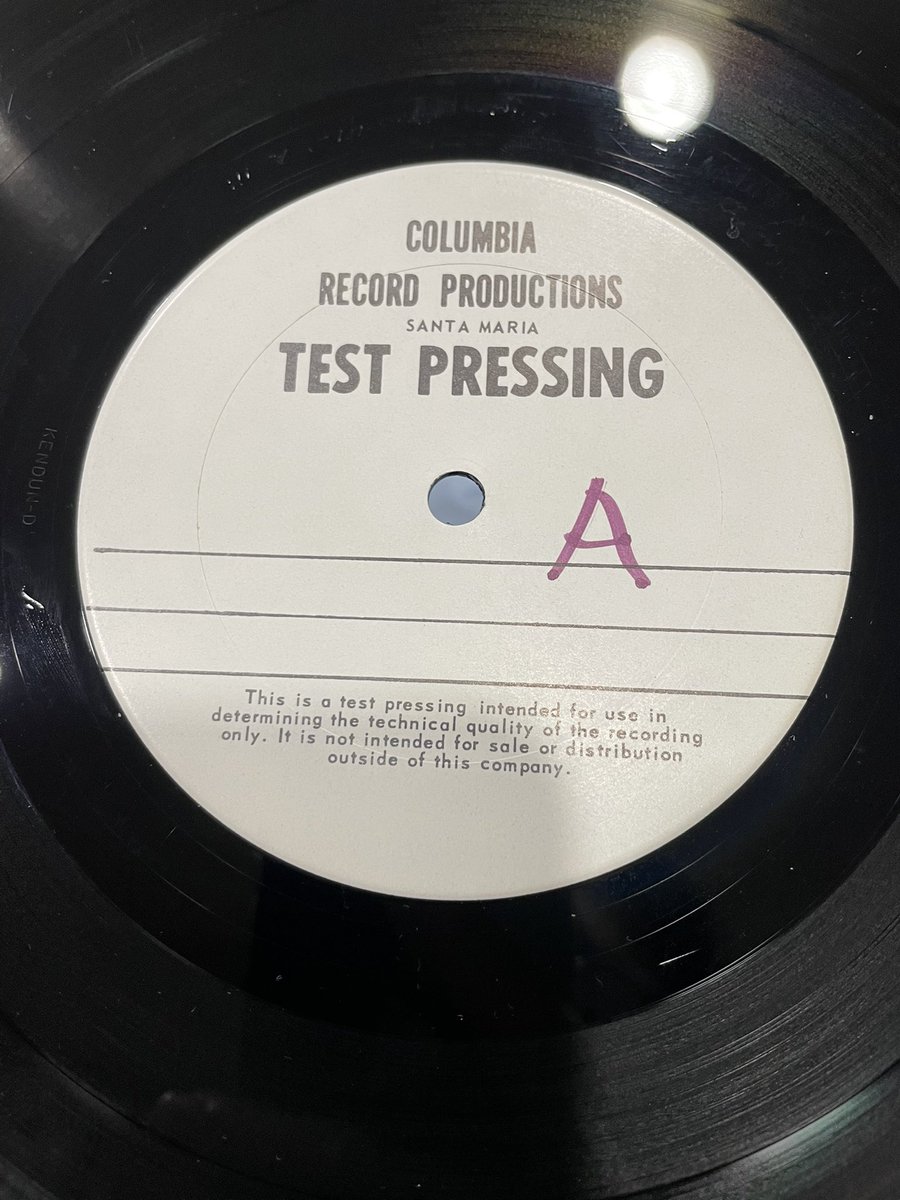 COLUMBIA
RECORD PRODUCTIONS
SANTA MARIA
TEST PRESSING
A
This is a test pressing intended for use in
determining the technical quality of the recording
only. It is not intended for sale or distribution
outside of this company.
KENDUN-D